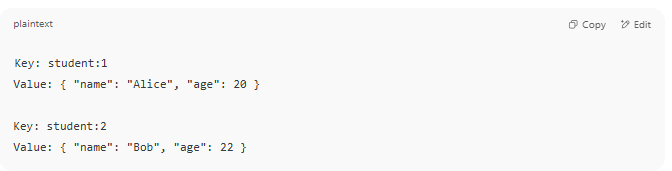 plaintext
Copy
Edit
Key: student:1
Value: { "name": "Alice", "age": 20 }
Key: student:2
Value: { "name": "Bob", "age": 22 }